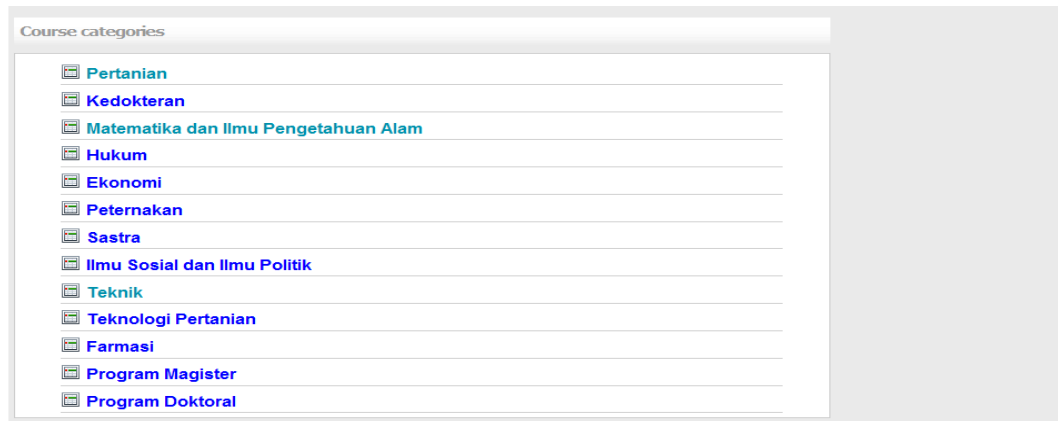 Course categories
Pertanian
Kedokteran
Matematika dan Ilmu Pengetahuan Alam
Hukum
Ekonomi
Peternakan
Sastra
Ilmu Sosial dan Ilmu Politik
Teknik
Teknologi Pertanian
Farmasi
Program Magister
Program Doktoral